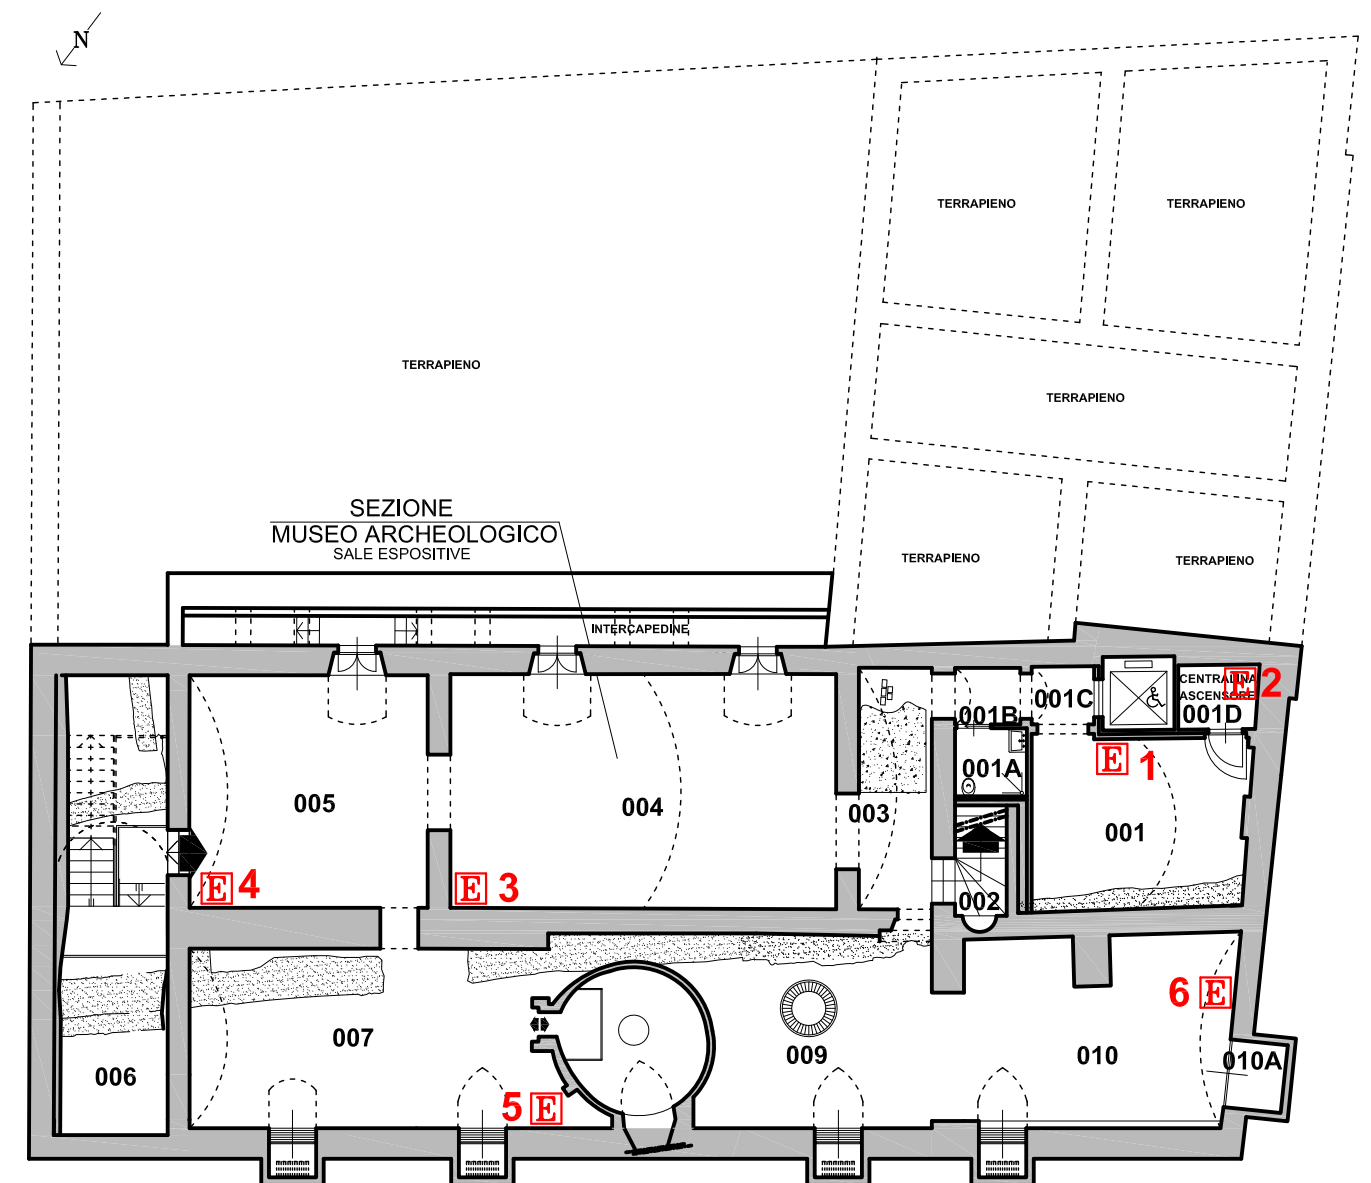 N
TERRAPIENO
TERRAPIENO
TERRAPIENO
TERRAPIENO
SEZIONE
MUSEO ARCHEOLOGICO
SALE ESPOSITIVE
TERRAPIENO
TERRAPIENO
INTERCAPEDINE
CENTRALINA
ASCENSORE
E 2
001C
001B
001D
E 1
001A
005
004
003
001
E 4
E 3
002
6 E
007
009
010
010A
006
5 E